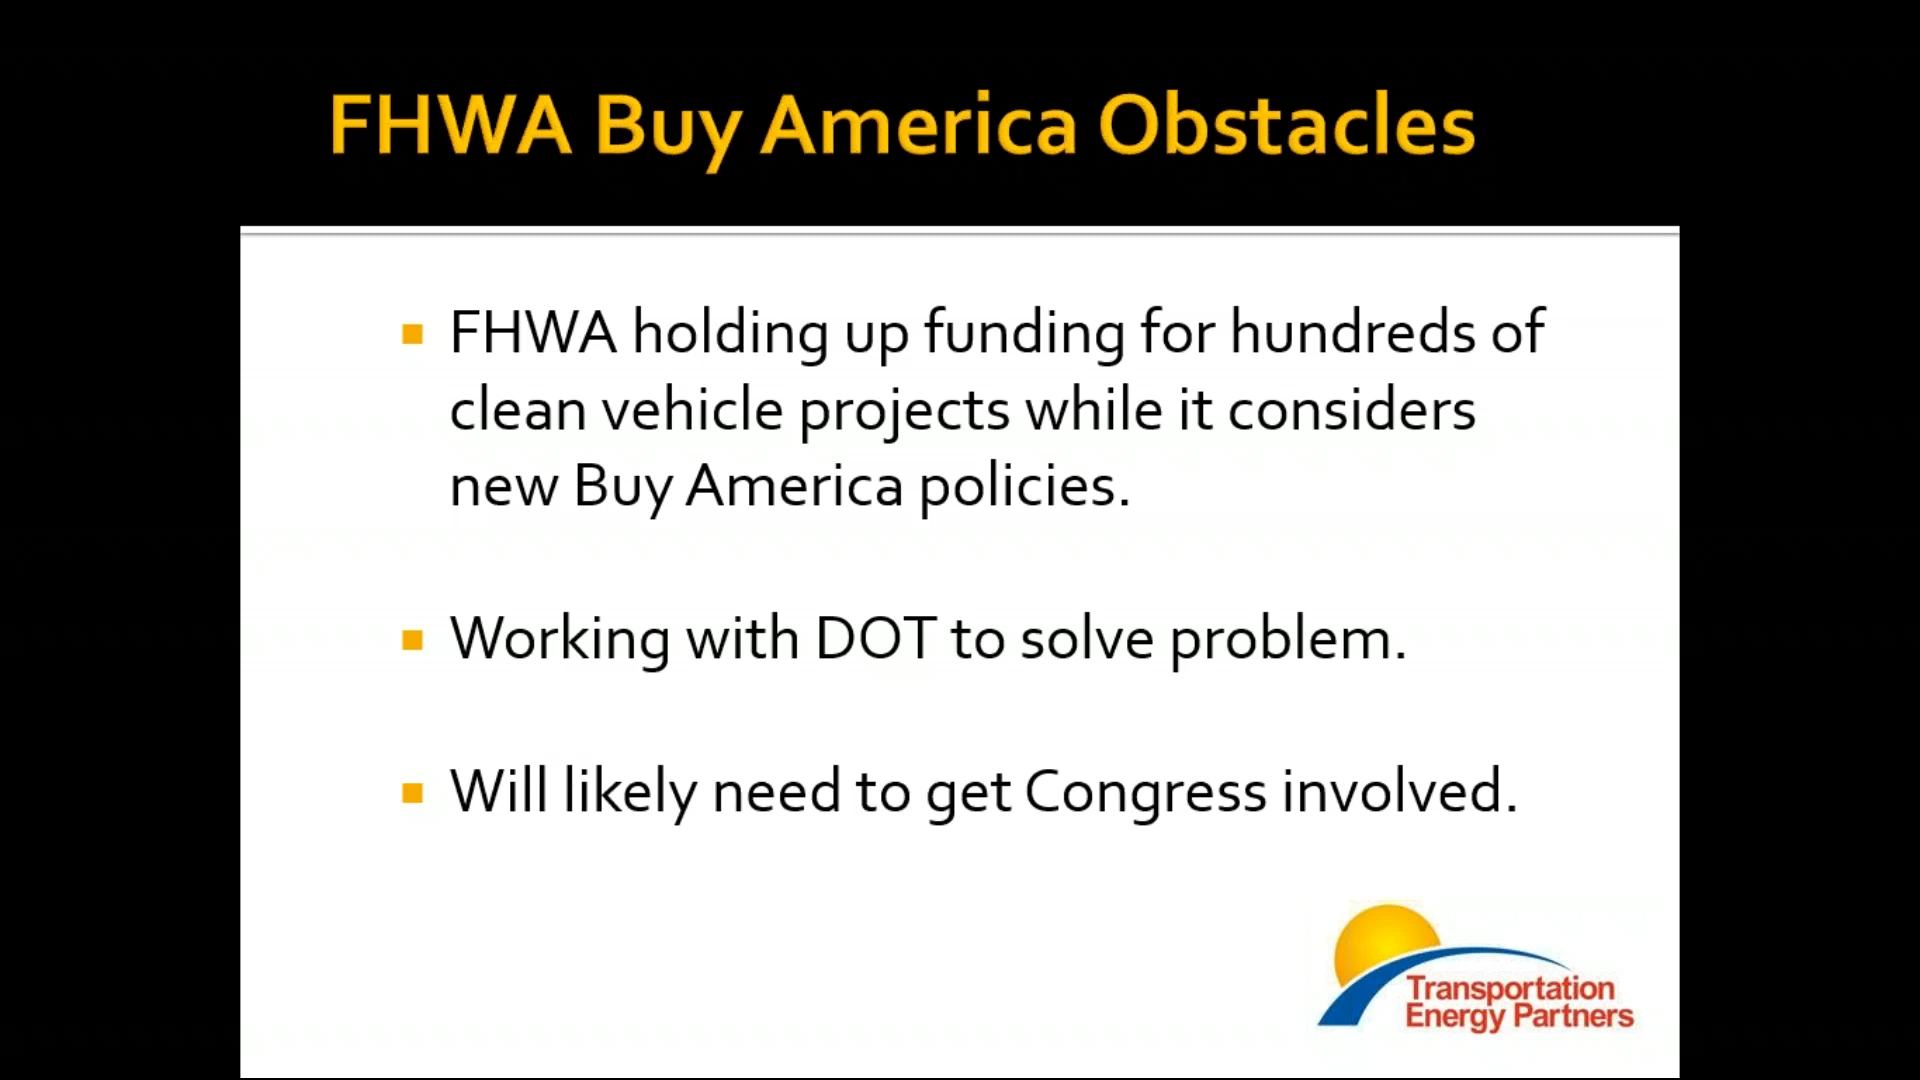 FHWA Buy America Obstacles
FHWA holding up funding for hundreds of
clean vehicle projects while it considers
new Buy America policies.
Working with DOT to solve problem.
Will likely need to get Congress involved.
Transportation
Energy Partners